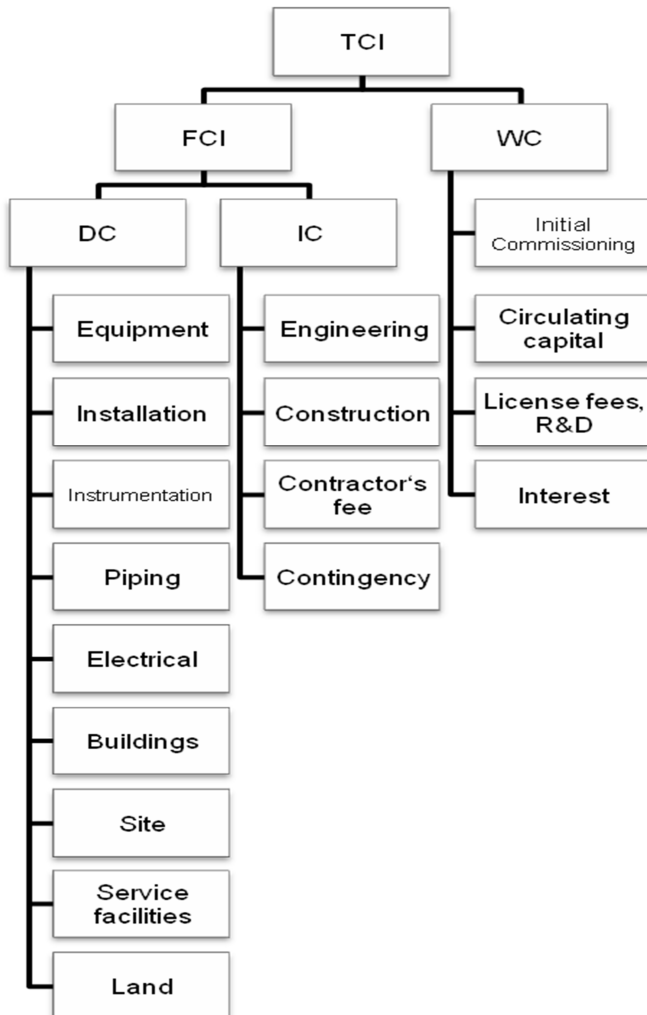 TCI
FCI
WC
DC
IC
Initial
Commissioning
Equipment
Engineering
Circulating
capital
Installation
Construction
License fees,
R&D
Instrumentation
Contractor‘s
fee
Interest
Piping
Contingency
Electrical
Buildings
Site
Service
facilities
Land